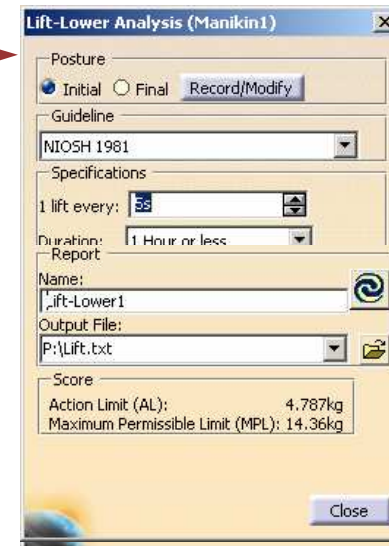 Lift-Lower Analysis (Manikin1)
Posture
Initial Final Record/Modify
Guideline
NIOSH 1981
Specifications
1 lift every: 5s
Duration: 1 Hour or less
Report
Name:
Lift-Lower1
Output File:
P:\Lift.txt
Score
Action Limit (AL): 4.787kg
Maximum Permissible Limit (MPL): 14.36kg
Close